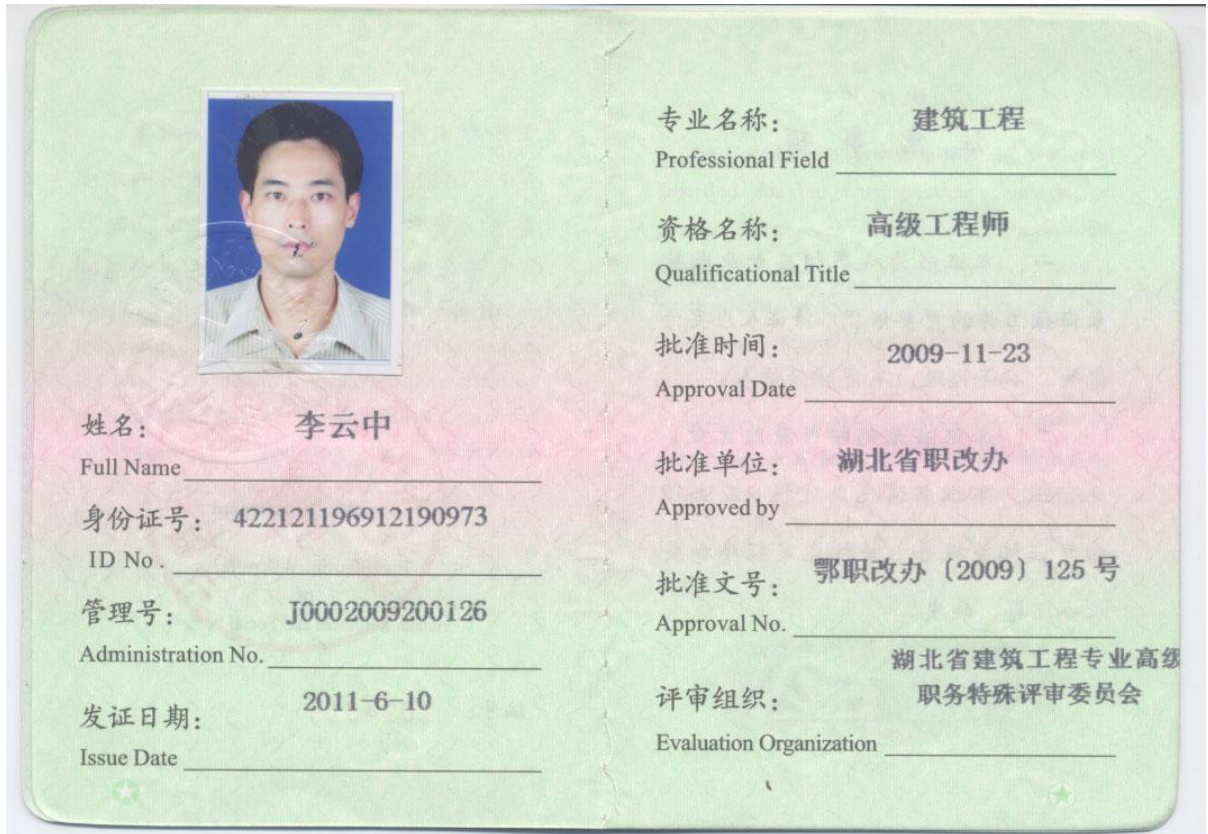 姓名： 李云中
Full Name
身份证号： 422121196912190973
ID No .
管理号： J0002009200126
Administration No.
发证日期： 2011-6-10
Issue Date
专业名称： 建筑工程
Professional Field
资格名称： 高级工程师
Qualificational Title
批准时间： 2009-11-23
Approval Date
批准单位： 湖北省职改办
Approved by
批准文号： 鄂职改办〔2009〕125 号
Approval No.
湖北省建筑工程专业高级
评审组织： 职务特殊评审委员会
Evaluation Organization